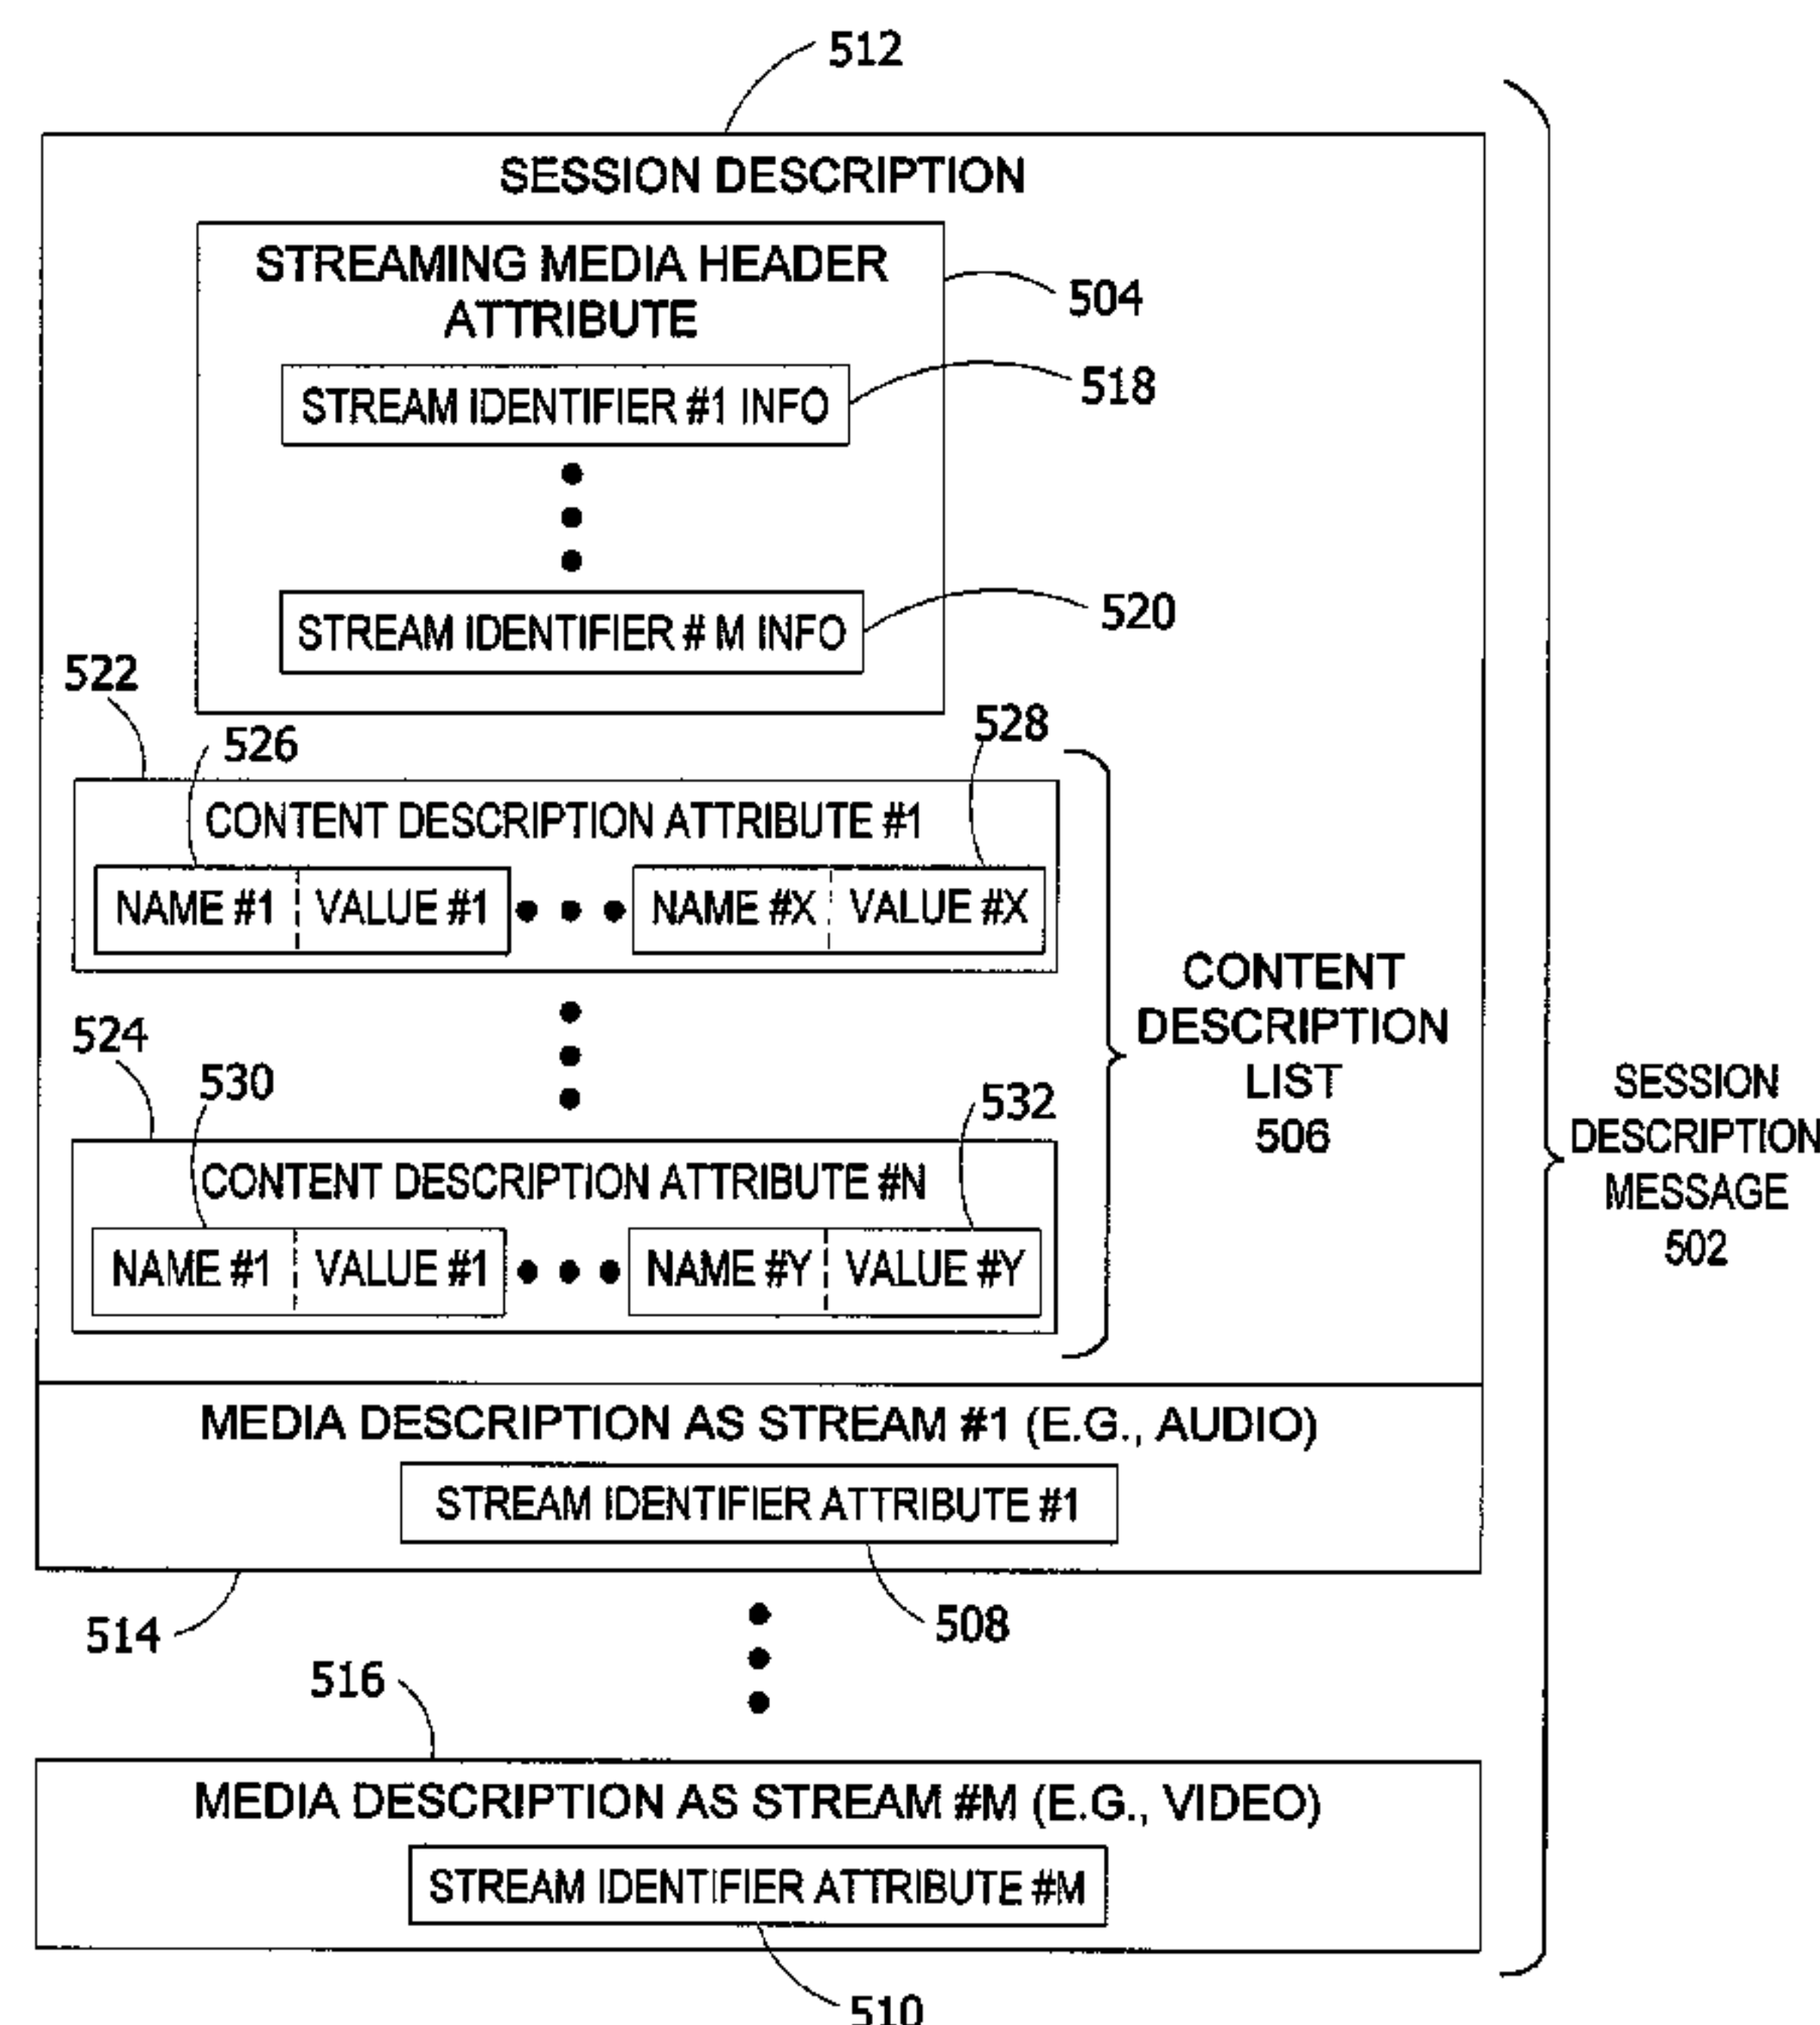 512
SESSION DESCRIPTION
STREAMING MEDIA HEADER
ATTRIBUTE
504
STREAM IDENTIFIER #1 INFO
518
STREAM IDENTIFIER # M INFO
520
522
526
528
CONTENT DESCRIPTION ATTRIBUTE #1
NAME #1 VALUE #1 NAME #X VALUE #X
524
530
532
CONTENT DESCRIPTION ATTRIBUTE #N
NAME #1 VALUE #1 NAME #Y VALUE #Y
CONTENT
DESCRIPTION
LIST
506
SESSION
DESCRIPTION
MESSAGE
502
MEDIA DESCRIPTION AS STREAM #1 (E.G., AUDIO)
STREAM IDENTIFIER ATTRIBUTE #1
514
508
516
MEDIA DESCRIPTION AS STREAM #M (E.G., VIDEO)
STREAM IDENTIFIER ATTRIBUTE #M
510